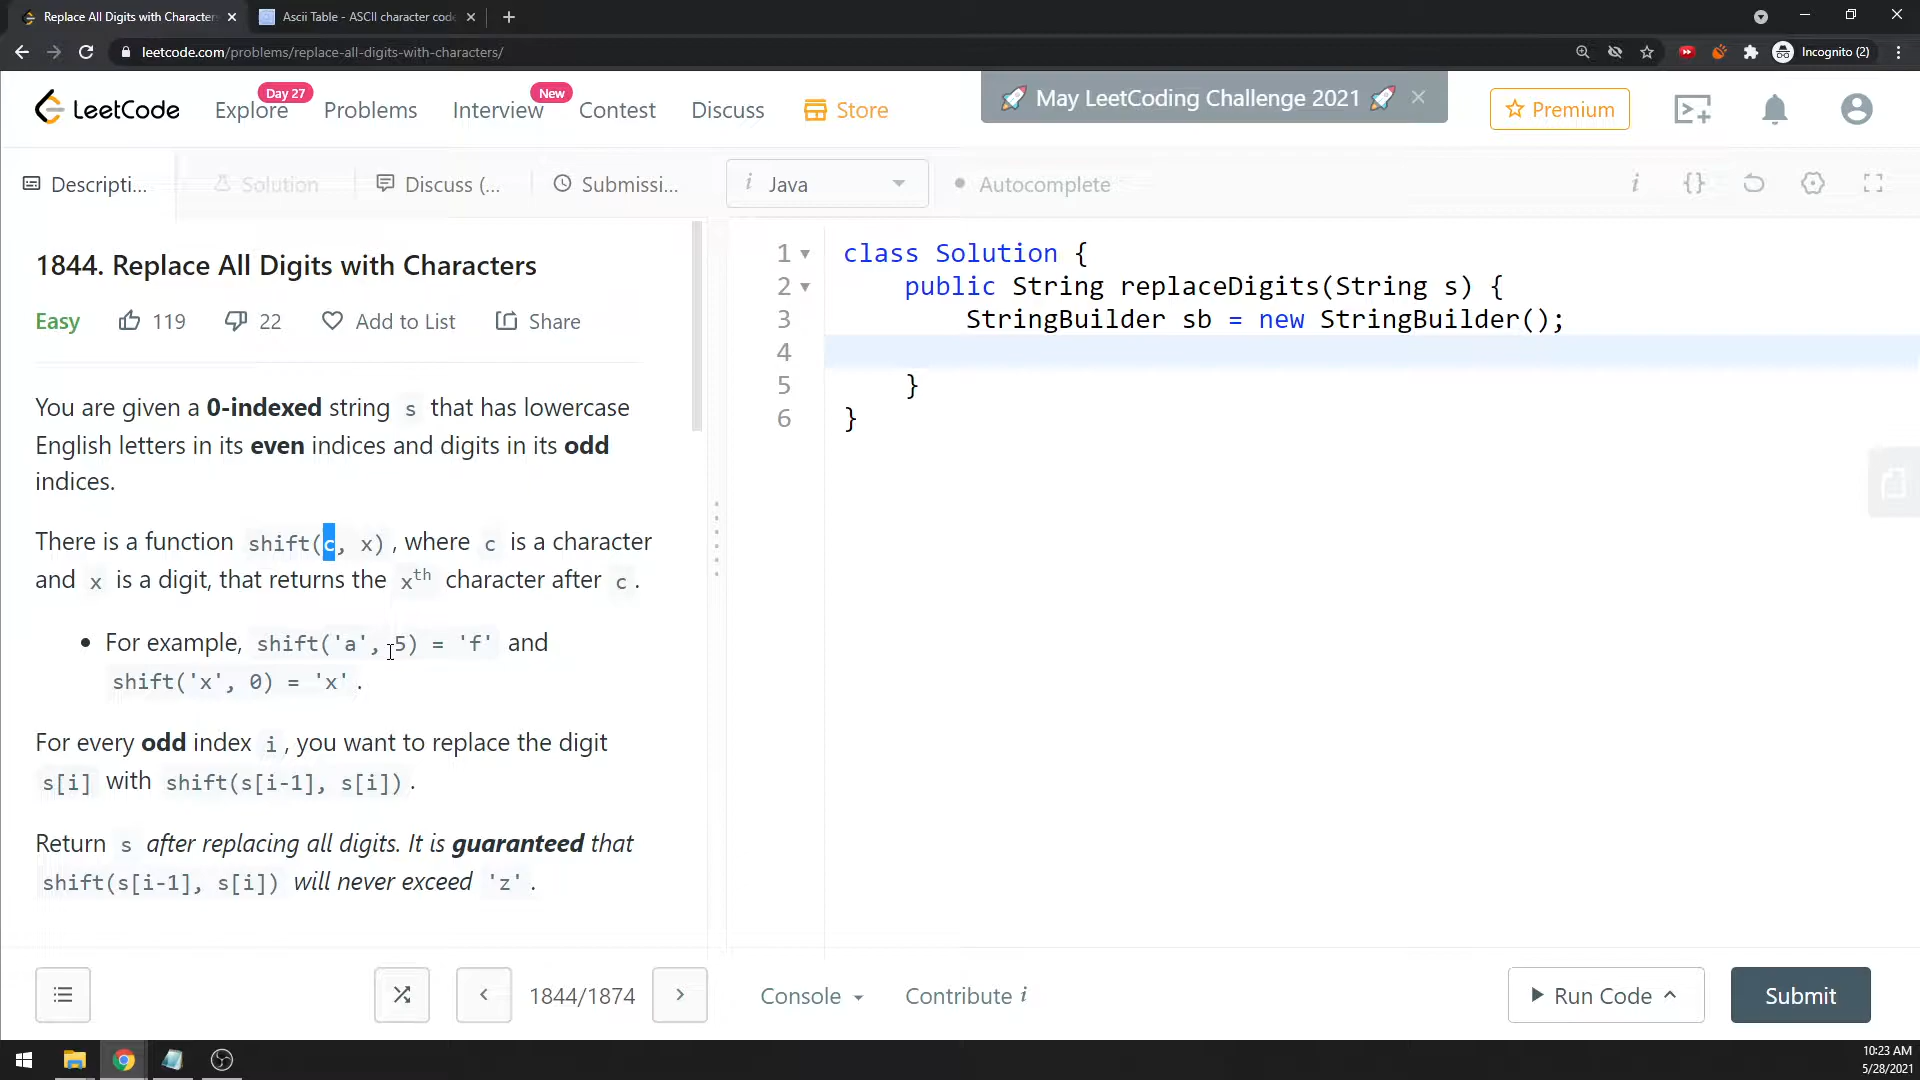 Replace All Digits with Character
Ascii Table - ASCII character code
leetcode.com/problems/replace-all-digits-with-characters/
Incognito (2)
LeetCode
Explore
Day 27
Problems
Interview
New
Contest
Discuss
Store
🚀 May LeetCoding Challenge 2021 🚀
Premium
Descripti...
Solution
Discuss (...
Submissi...
i Java
Autocomplete
i {}
1844. Replace All Digits with Characters
Easy 119 22 Add to List Share
You are given a 0-indexed string s that has lowercase
English letters in its even indices and digits in its odd
indices.
There is a function shift(c, x), where c is a character
and x is a digit, that returns the xth character after c.
• For example, shift('a', 5) = 'f' and
shift('x', 0) = 'x'.
For every odd index i, you want to replace the digit
s[i] with shift(s[i-1], s[i]).
Return s after replacing all digits. It is guaranteed that
shift(s[i-1], s[i]) will never exceed 'z'.
1 class Solution {
2 public String replaceDigits(String s) {
3 StringBuilder sb = new StringBuilder();
4
5 }
6 }
1844/1874
Console
Contribute i
Run Code
Submit
10:23 AM
5/28/2021